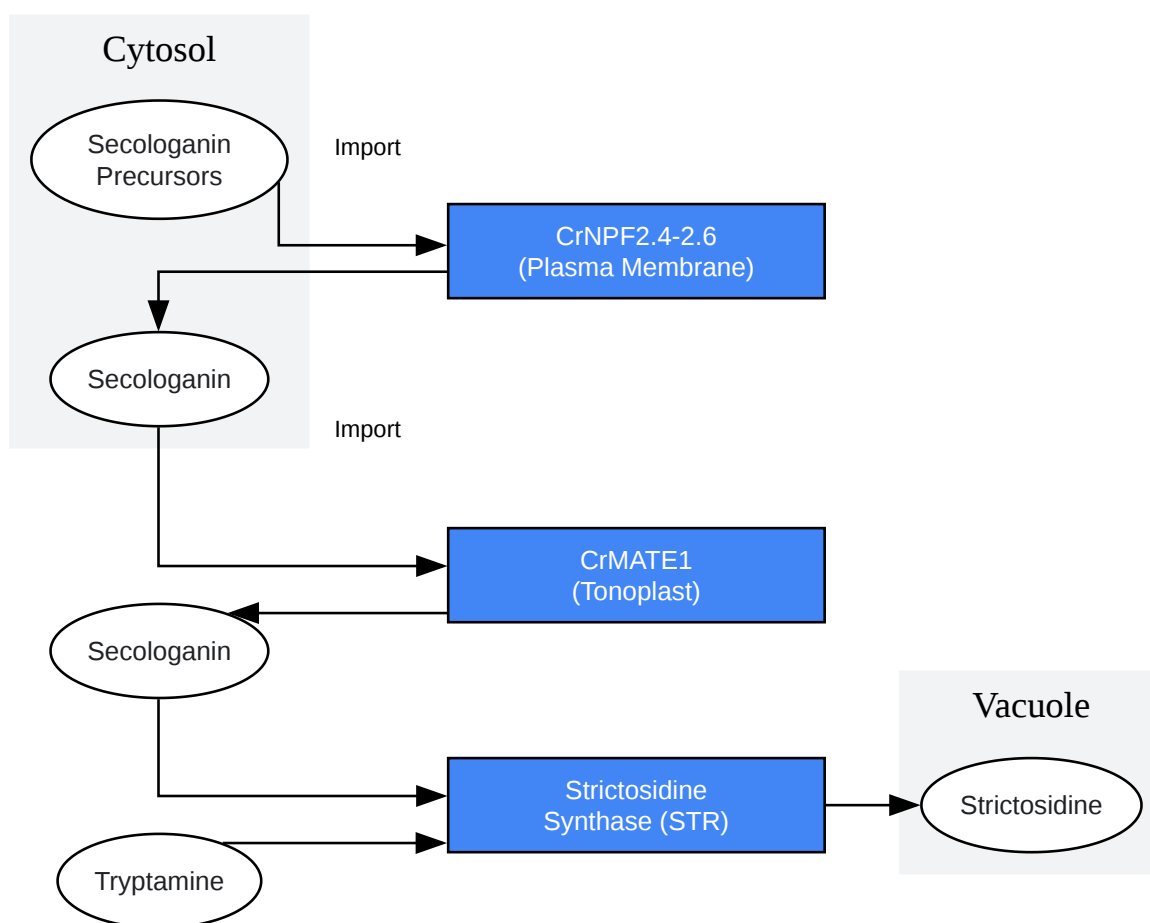 Cytosol
Secologanin
Precursors
Import
CrNPF2.4-2.6
(Plasma Membrane)
Secologanin
Import
CrMATE1
(Tonoplast)
Secologanin
Vacuole
Strictosidine
Synthase (STR)
Strictosidine
Tryptamine